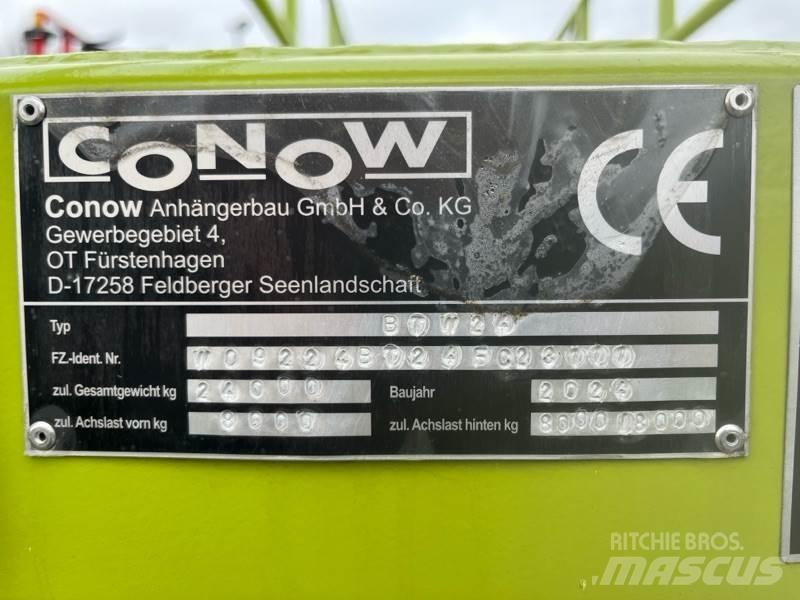 CONOW
Conow Anhängerbau GmbH & Co. KG
Gewerbegebiet 4,
OT Fürstenhagen
D-17258 Feldberger Seenlandschaft
CE
Typ
FZ.-Ident. Nr.
zul. Gesamtgewicht kg 24000 Baujahr 2024
zul. Achslast vorn kg zul. Achslast hinten kg
RITCHIE BROS.
MASCUS